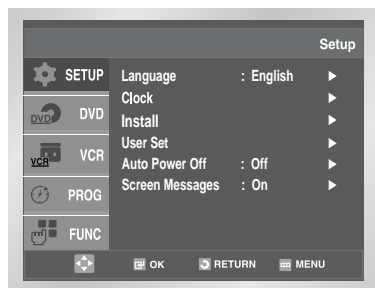 Setup
SETUP
DVD DVD
VCR VCR
PROG
FUNC
Language : English
Clock
Install
User Set
Auto Power Off : Off
Screen Messages : On
OK RETURN MENU